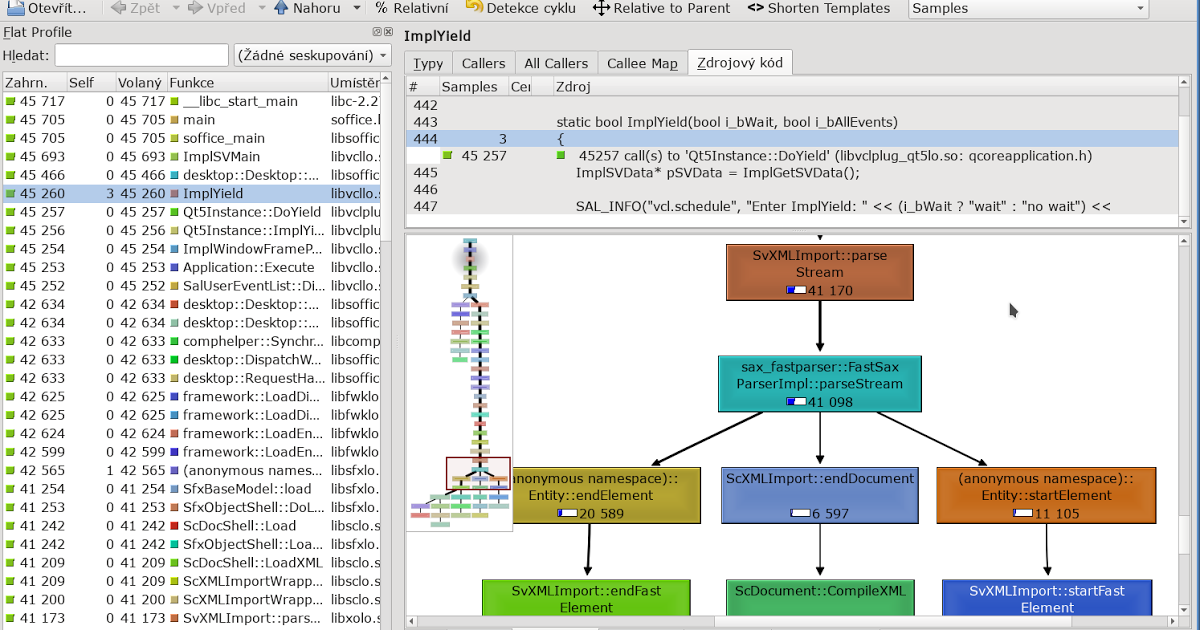 Otevřít... Zpět Vpřed Nahoru % Relativní Detekce cyklu Relative to Parent <> Shorten Templates Samples
Flat Profile
Hledat: (Žádné seskupování)
Zahrn. Self Volaný Funkce Umístěn
45 717 0 45 717 __libc_start_main libc-2.27
45 705 0 45 705 main soffice.
45 705 0 45 705 soffice_main libsoffic
45 693 0 45 693 ImplSVMain libvcllo.s
45 466 0 45 466 desktop::Desktop::... libsoffic
45 260 3 45 260 ImplYield libvcllo.s
45 257 0 45 257 Qt5Instance::DoYield libvclplu
45 256 0 45 256 Qt5Instance::ImplYi... libvclplu
45 254 0 45 254 ImplWindowFrameP... libvcllo.s
45 253 0 45 253 Application::Execute libvcllo.s
45 252 0 45 252 SalUserEventList::Di... libvcllo.s
42 634 0 42 634 desktop::Desktop::... libsoffic
42 634 0 42 634 desktop::Desktop::... libsoffic
42 633 0 42 633 comphelper::Synchr... libcomp
42 633 0 42 633 desktop::DispatchW... libsoffic
42 633 0 42 633 desktop::RequestHa... libsoffic
42 625 0 42 625 framework::LoadDi... libfwklo
42 625 0 42 625 framework::LoadDi... libfwklo
42 624 0 42 624 framework::LoadEn... libfwklo
42 599 0 42 599 framework::LoadEn... libfwklo
42 565 1 42 565 (anonymous names... libsfxlo.
41 254 0 41 254 SfxBaseModel::load libsfxlo.
41 253 0 41 253 SfxObjectShell::DoL... libsfxlo.
41 242 0 41 242 ScDocShell::Load libsclo.s
41 242 0 41 242 SfxObjectShell::Loa... libsfxlo.
41 209 0 41 209 ScDocShell::LoadXML libsclo.s
41 209 0 41 209 ScXMLImportWrapp... libsclo.s
41 200 0 41 200 ScXMLImportWrapp... libsclo.s
41 173 0 41 173 SvXMLImport::pars... libxolo.s
ImplYield
Typy Callers All Callers Callee Map Zdrojový kód
# Samples Cer Zdroj
442
443 static bool ImplYield(bool i_bWait, bool i_bAllEvents)
444 3 {
45 257 45257 call(s) to 'Qt5Instance::DoYield' (libvclplug_qt5lo.so: qcoreapplication.h)
445 ImplSVData* pSVData = ImplGetSVData();
446
447 SAL_INFO("vcl.schedule", "Enter ImplYield: " << (i_bWait ? "wait" : "no wait") <<
SvXMLImport::parse
Stream
41 170
sax_fastparser::FastSax
ParserImpl::parseStream
41 098
anonymous namespace)::
Entity::endElement
20 589
ScXMLImport::endDocument
6 597
(anonymous namespace)::
Entity::startElement
11 105
SvXMLImport::endFast
Element
ScDocument::CompileXML
SvXMLImport::startFast
Element